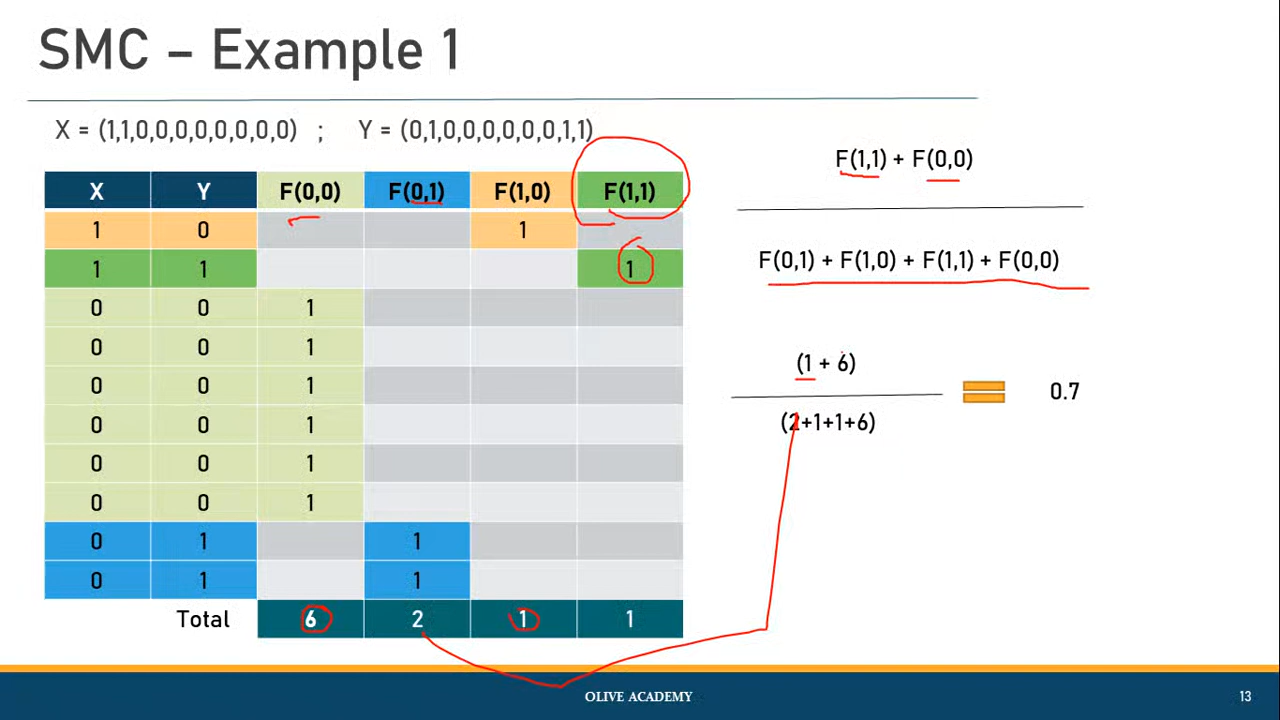 SMC – Example 1
X = (1,1,0,0,0,0,0,0,0,0) ; Y = (0,1,0,0,0,0,0,0,1,1)
X Y F(0,0) F(0,1) F(1,0) F(1,1)
1 0 1
1 1 1
0 0 1
0 0 1
0 0 1
0 0 1
0 0 1
0 0 1
0 1 1
0 1 1
Total 6 2 1 1
F(1,1) + F(0,0)
F(0,1) + F(1,0) + F(1,1) + F(0,0)
(1 + 6)
(2+1+1+6)
= 0.7
OLIVE ACADEMY
13